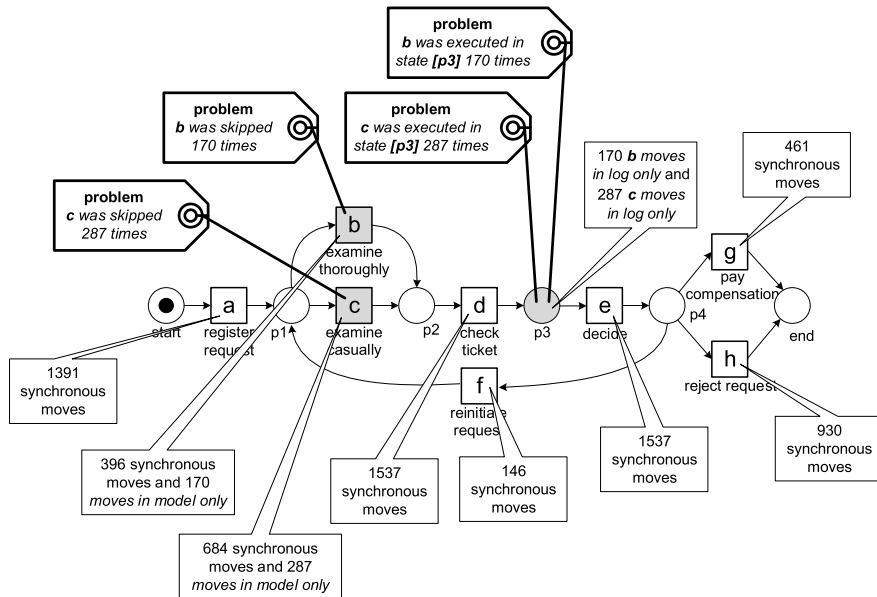 problem
b was executed in
state [p3] 170 times
problem
b was skipped
170 times
problem
c was executed in
state [p3] 287 times
170 b moves
in log only and
287 c moves
in log only
461
synchronous
moves
problem
c was skipped
287 times
b
examine
thoroughly
g
pay
compensation
start
a
register
request
p1
c
examine
casually
p2
d
check
ticket
p3
e
decide
p4
end
h
reject request
f
reinitiate
reques
1391
synchronous
moves
396 synchronous
moves and 170
moves in model only
684 synchronous
moves and 287
moves in model only
1537
synchronous
moves
146
synchronous
moves
1537
synchronous
moves
930
synchronous
moves